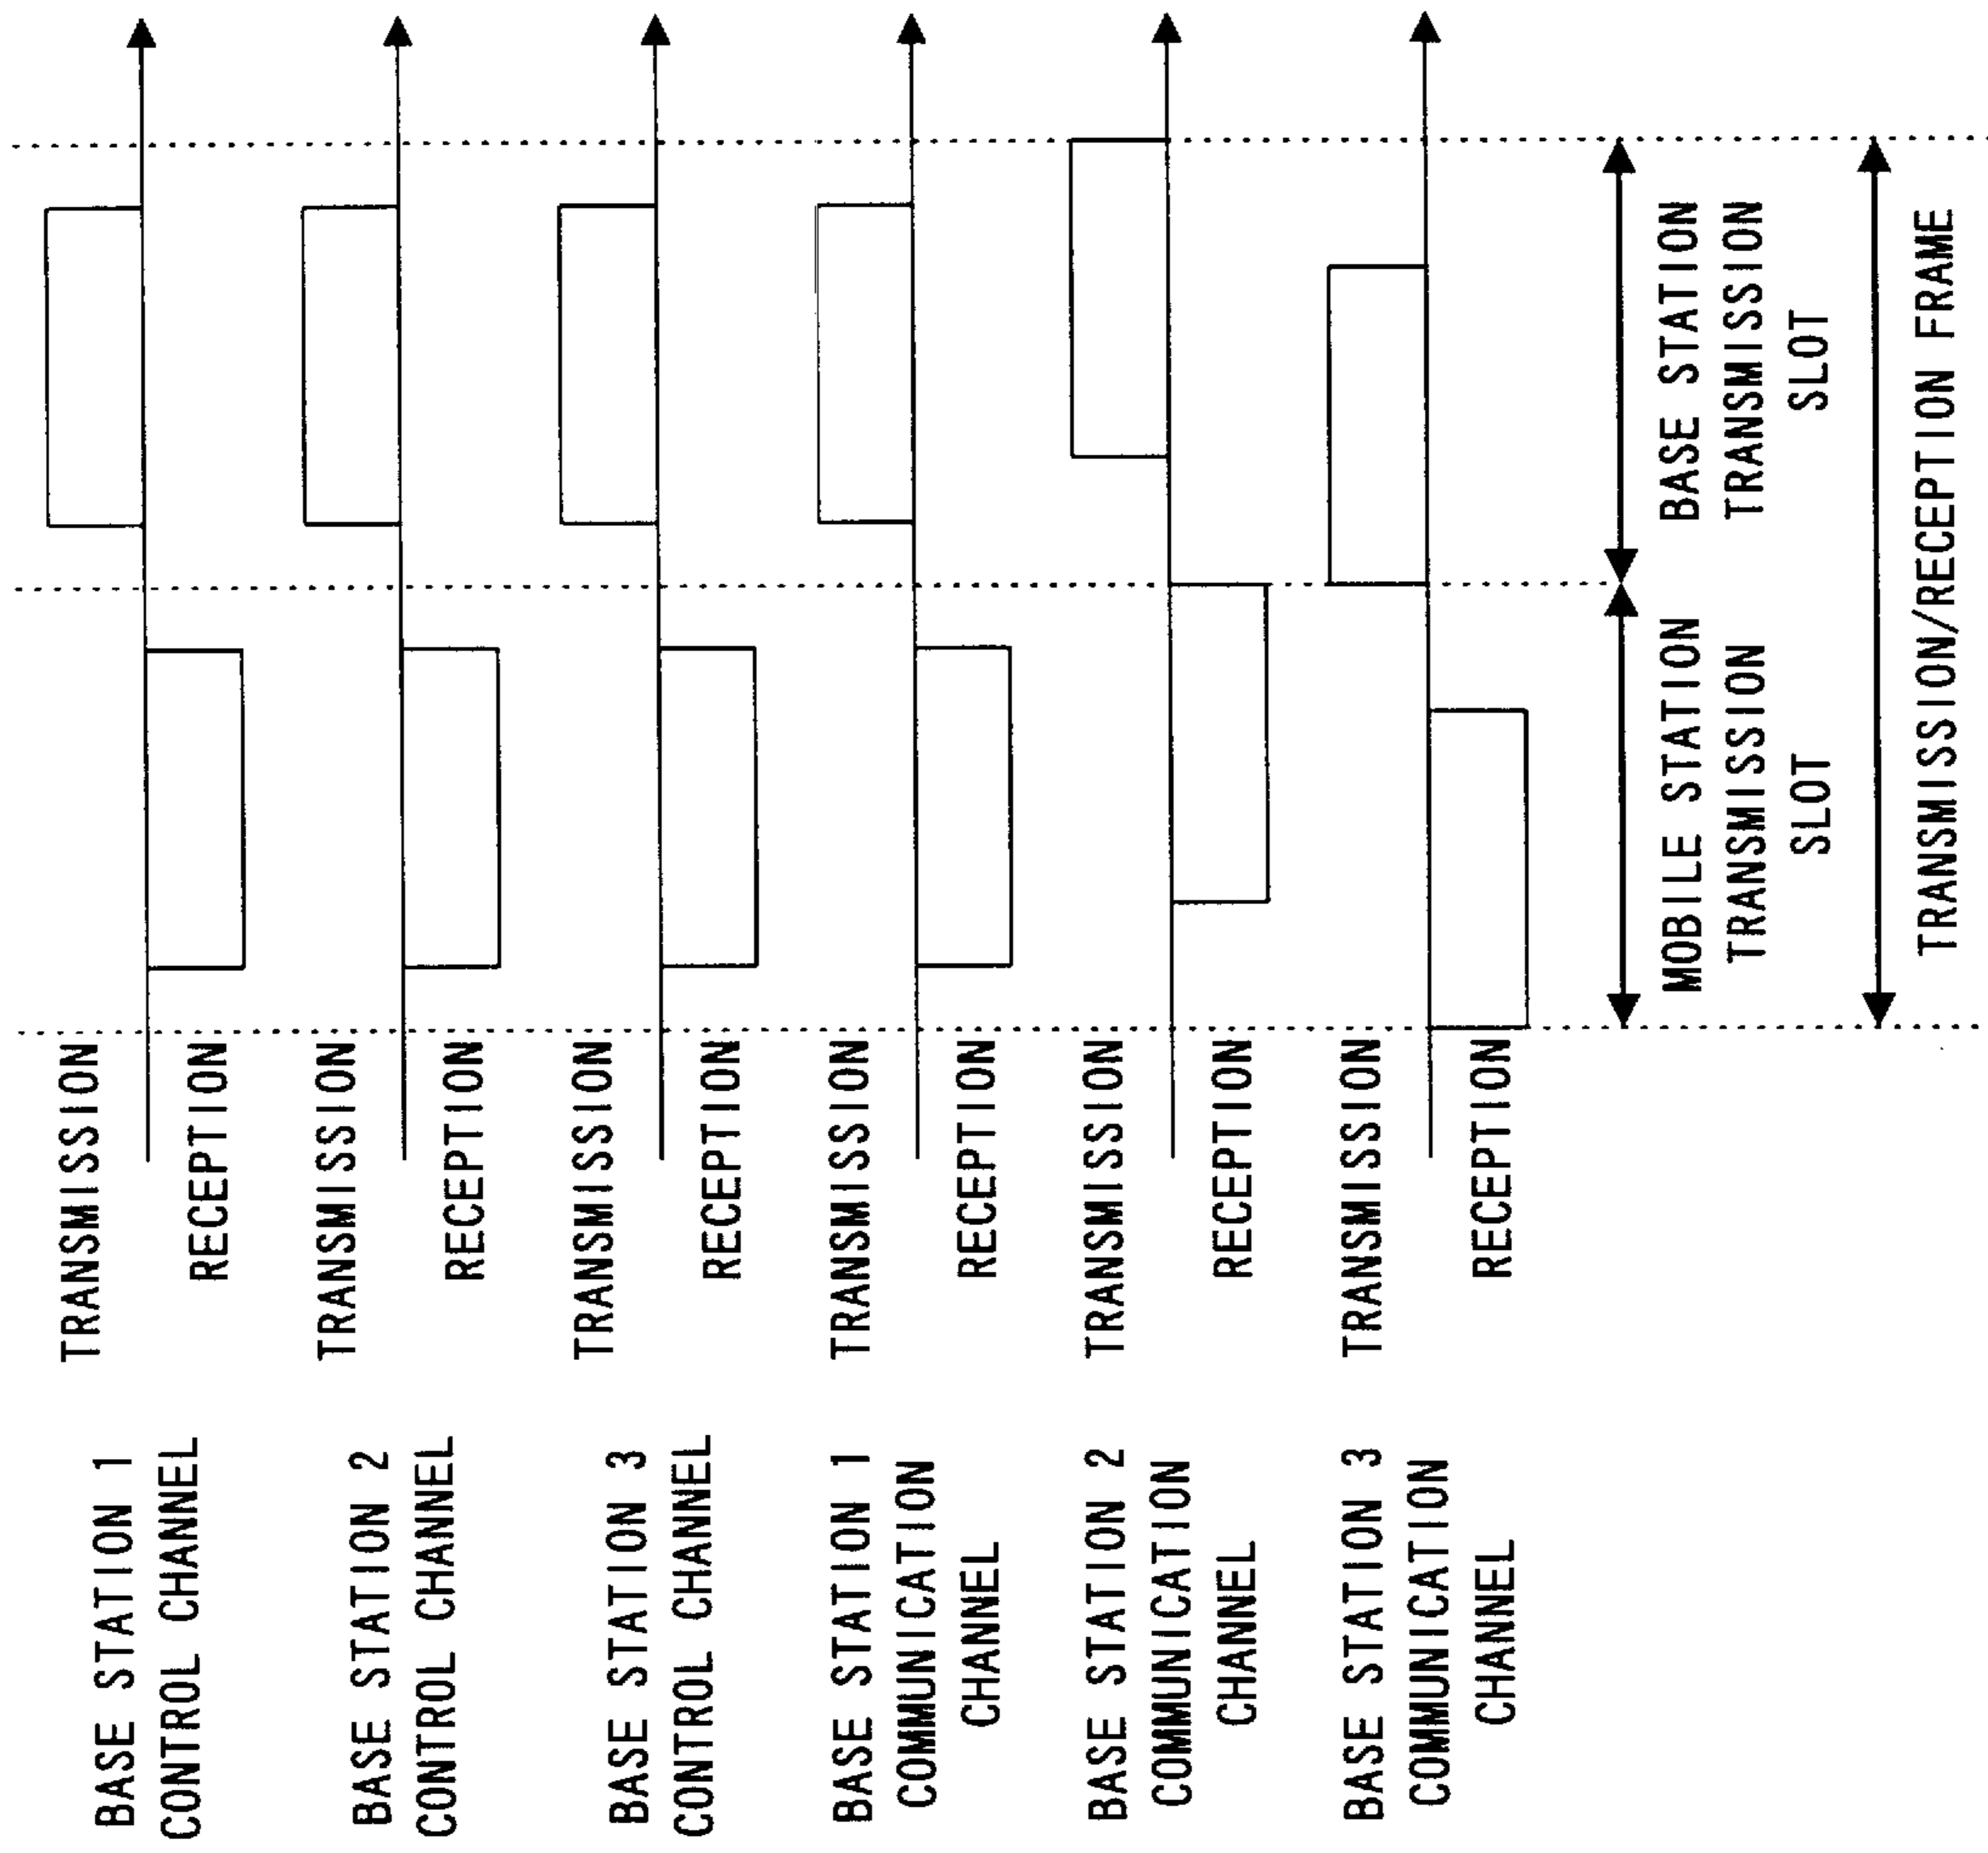 BASE STATION 1
CONTROL CHANNEL
TRANSMISSION
RECEPTION
BASE STATION 2
CONTROL CHANNEL
TRANSMISSION
RECEPTION
BASE STATION 3
CONTROL CHANNEL
TRANSMISSION
RECEPTION
BASE STATION 1
COMMUNICATION
CHANNEL
TRANSMISSION
RECEPTION
BASE STATION 2
COMMUNICATION
CHANNEL
TRANSMISSION
RECEPTION
BASE STATION 3
COMMUNICATION
CHANNEL
TRANSMISSION
RECEPTION
MOBILE STATION
TRANSMISSION
SLOT
BASE STATION
TRANSMISSION
SLOT
TRANSMISSION/RECEPTION FRAME